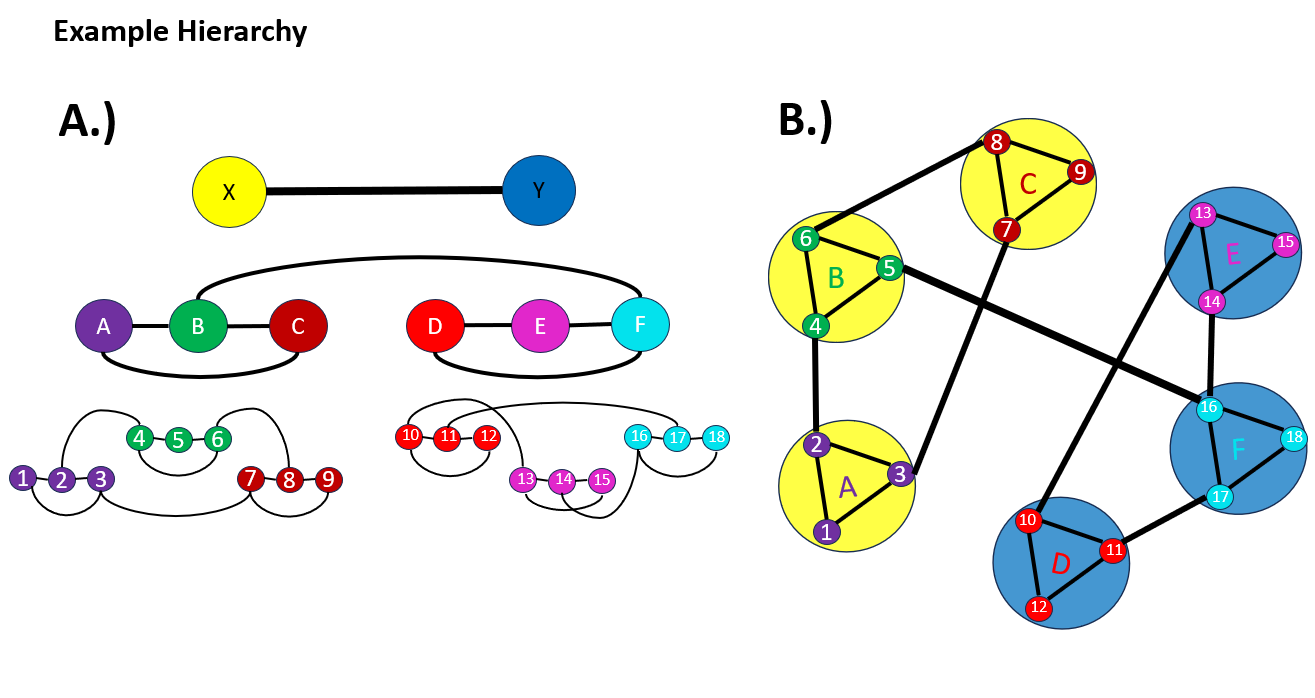 Example Hierarchy
A.)
X Y
A B C D E F
4 5 6 10 11 12 16 17 18
1 2 3 7 8 9 13 14 15
B.)
8
9
C
7
6
5
B
4
13
15
E
14
2
3
A
1
16
18
F
17
10
11
D
12